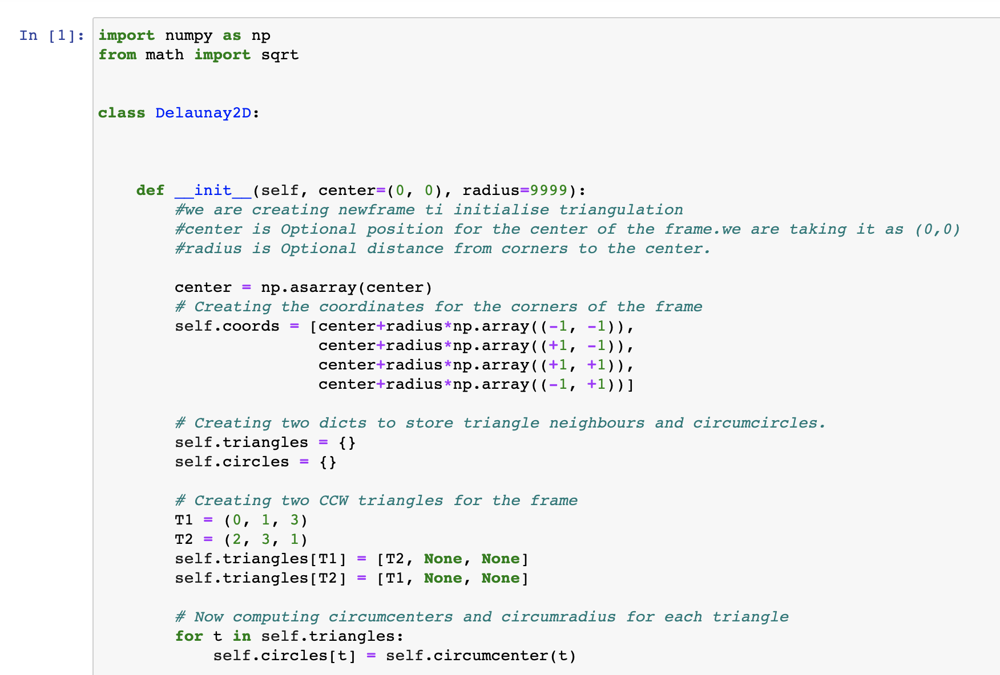 In [1]:
import numpy as np
from math import sqrt
class Delaunay2D:
def __init__(self, center=(0, 0), radius=9999):
#we are creating newframe ti initialise triangulation
#center is Optional position for the center of the frame.we are taking it as (0,0)
#radius is Optional distance from corners to the center.
center = np.asarray(center)
# Creating the coordinates for the corners of the frame
self.coords = [center+radius*np.array((-1, -1)),
center+radius*np.array((+1, -1)),
center+radius*np.array((+1, +1)),
center+radius*np.array((-1, +1))]
# Creating two dicts to store triangle neighbours and circumcircles.
self.triangles = {}
self.circles = {}
# Creating two CCW triangles for the frame
T1 = (0, 1, 3)
T2 = (2, 3, 1)
self.triangles[T1] = [T2, None, None]
self.triangles[T2] = [T1, None, None]
# Now computing circumcenters and circumradius for each triangle
for t in self.triangles:
self.circles[t] = self.circumcenter(t)